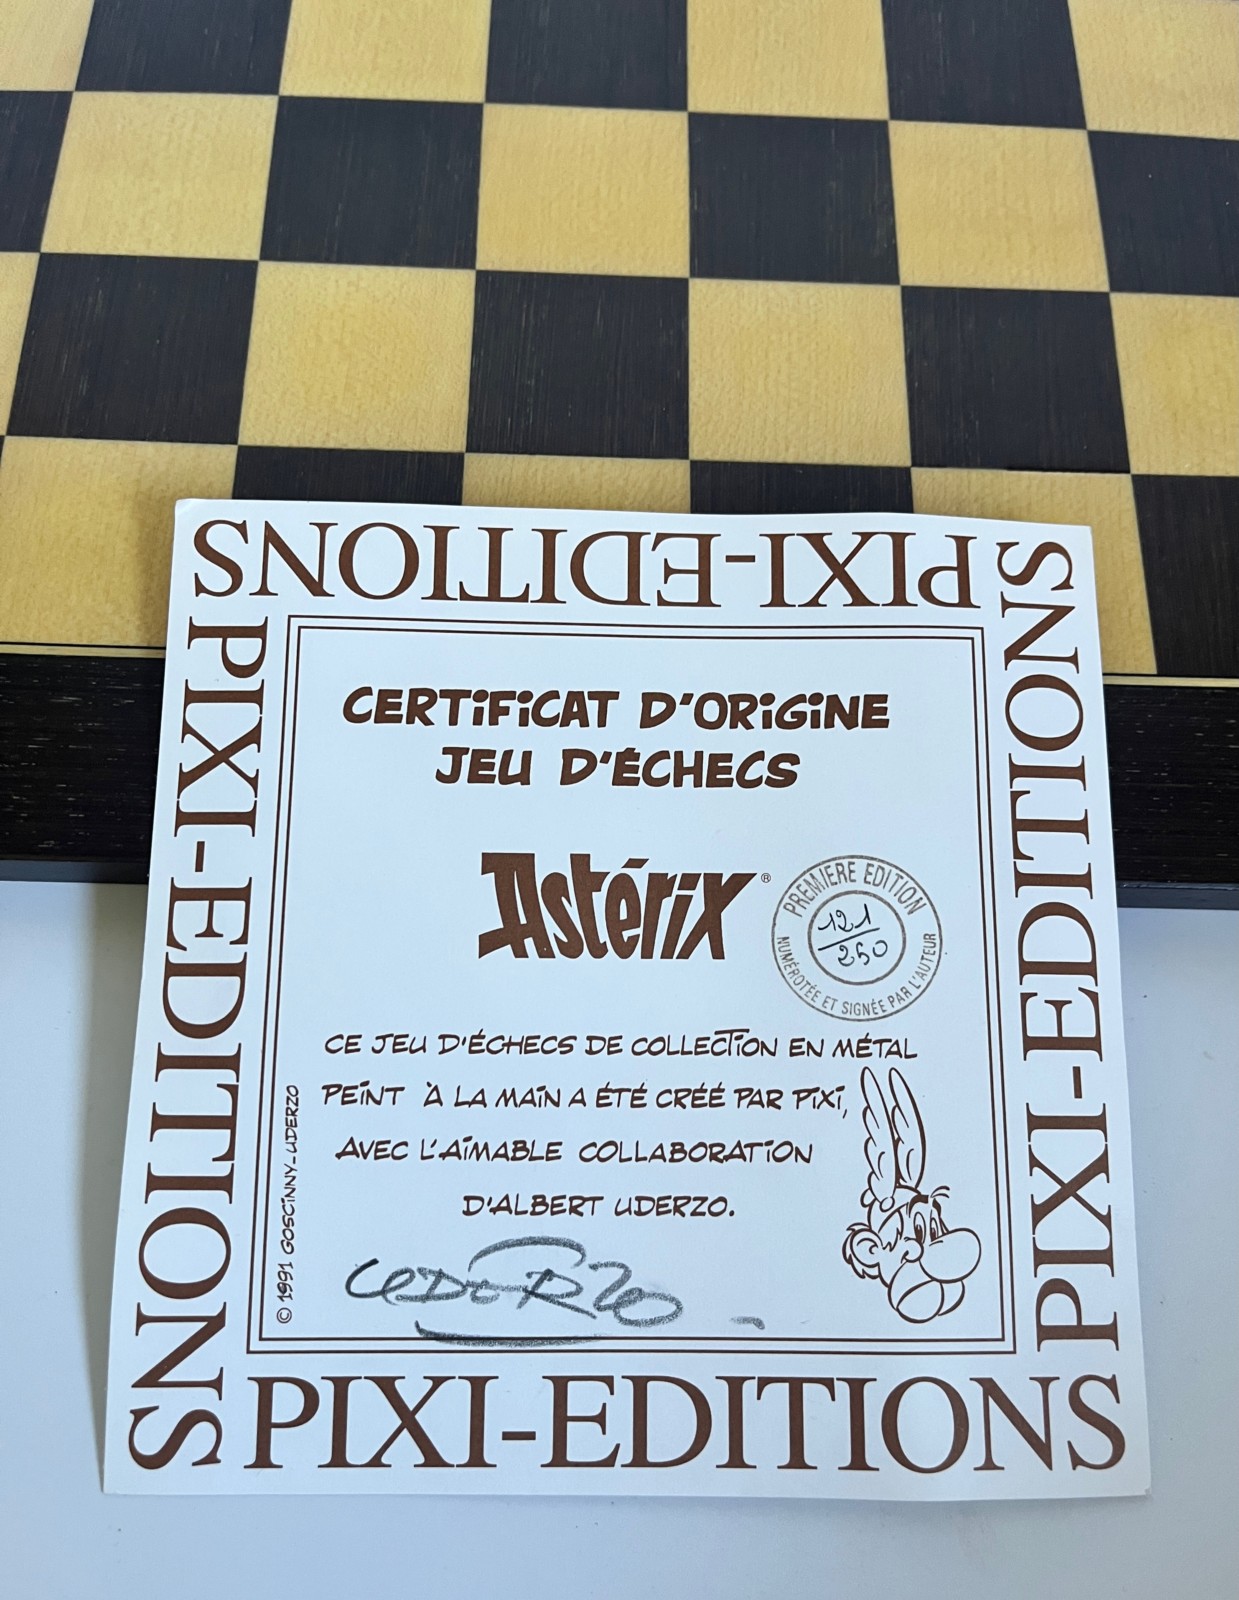 PIXI-EDITIONS
PIXI-EDITIONS
PIXI-EDITIONS
PIXI-EDITIONS
CERTIFICAT D'ORIGINE
JEU D'ÉCHECS
Astérix®
PREMIERE EDITION
121
250
NUMÉROTÉE ET SIGNÉE PAR L'AUTEUR
CE JEU D'ÉCHECS DE COLLECTION EN MÉTAL
PEINT À LA MAIN A ÉTÉ CRÉÉ PAR PIXI,
AVEC L'AIMABLE COLLABORATION
D'ALBERT UDERZO.
© 1991 GOSCINNY_UDERZO
UDERZO